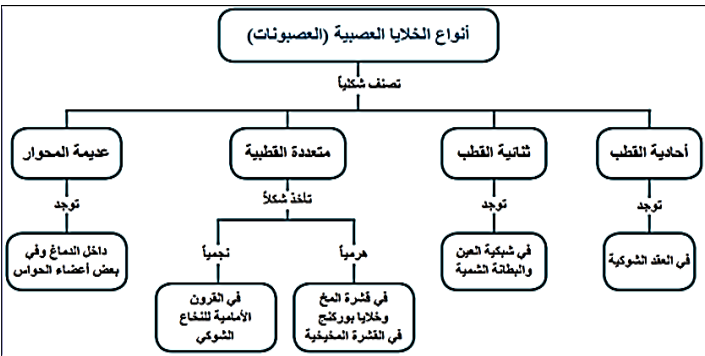 أنواع الخلايا العصبية (العصبونات)
تصنف شكلياً
أحادية القطب
ثنائية القطب
متعددة القطبية
عديمة المحوار
توجد
توجد
تأخذ شكلاً
توجد
في العقد الشوكية
في شبكية العين
والبطانة الشمية
هرمياً
نجمياً
في قشرة المخ
وخلايا بوركنج
في القشرة المخيخية
في القرون
الأمامية للنخاع
الشوكي
داخل الدماغ وفي
بعض أعضاء الحواس